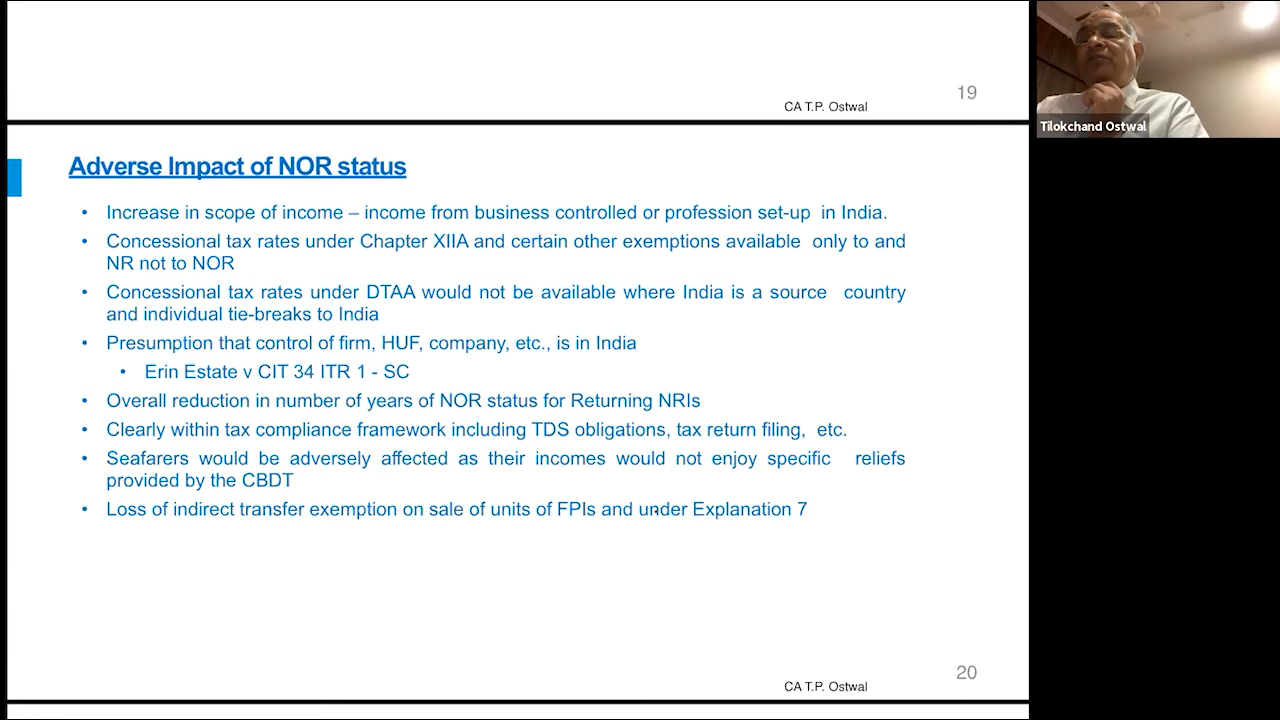 19
CA T.P. Ostwal
Tilokchand Ostwal
Adverse Impact of NOR status
• Increase in scope of income – income from business controlled or profession set-up in India.
• Concessional tax rates under Chapter XIIA and certain other exemptions available only to and
NR not to NOR
• Concessional tax rates under DTAA would not be available where India is a source country
and individual tie-breaks to India
• Presumption that control of firm, HUF, company, etc., is in India
• Erin Estate v CIT 34 ITR 1 - SC
• Overall reduction in number of years of NOR status for Returning NRIs
• Clearly within tax compliance framework including TDS obligations, tax return filing, etc.
• Seafarers would be adversely affected as their incomes would not enjoy specific reliefs
provided by the CBDT
• Loss of indirect transfer exemption on sale of units of FPIs and under Explanation 7
20
CA T.P. Ostwal